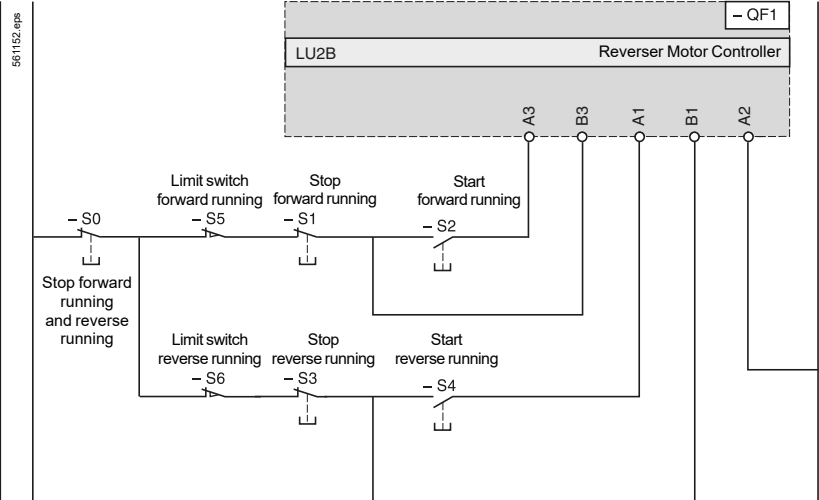 561152.eps
– QF1
LU2B
Reverser Motor Controller
A3
B3
A1
B1
A2
Limit switch
forward running
Stop
forward running
Start
forward running
– S0
– S5
– S1
– S2
Stop forward
running
and reverse
running
Limit switch
reverse running
Stop
reverse running
Start
reverse running
– S6
– S3
– S4